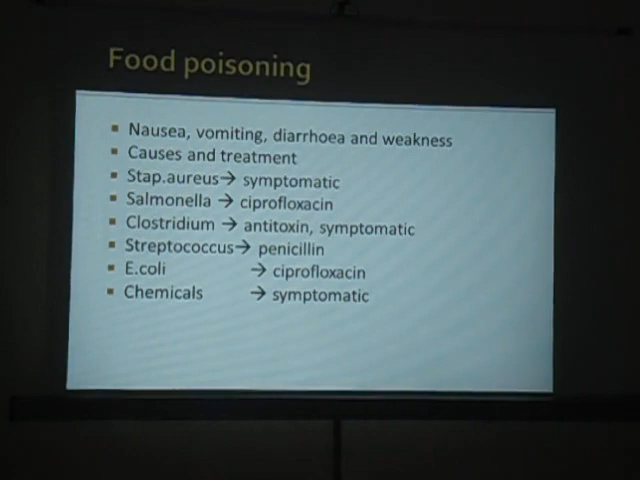 Food poisoning
▪ Nausea, vomiting, diarrhoea and weakness
▪ Causes and treatment
▪ Stap.aureus→ symptomatic
▪ Salmonella → ciprofloxacin
▪ Clostridium → antitoxin, symptomatic
▪ Streptococcus→ penicillin
▪ E.coli → ciprofloxacin
▪ Chemicals → symptomatic